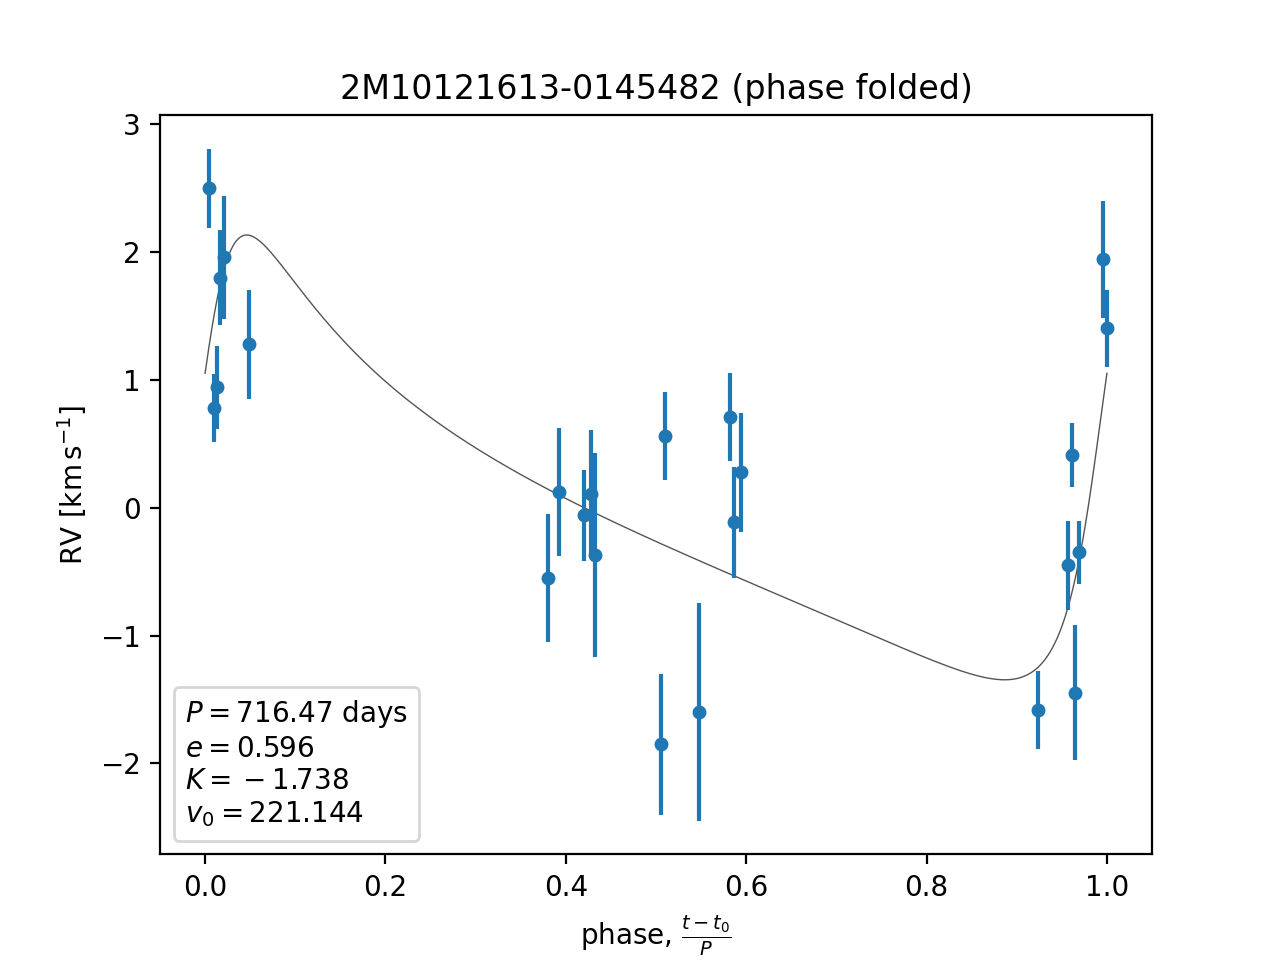 2M10121613-0145482 (phase folded)
3
2
1
0
−1
−2
RV [km s⁻¹]
P = 716.47 days
e = 0.596
K = −1.738
v₀ = 221.144
0.0 0.2 0.4 0.6 0.8 1.0
phase, (t − t₀)/P